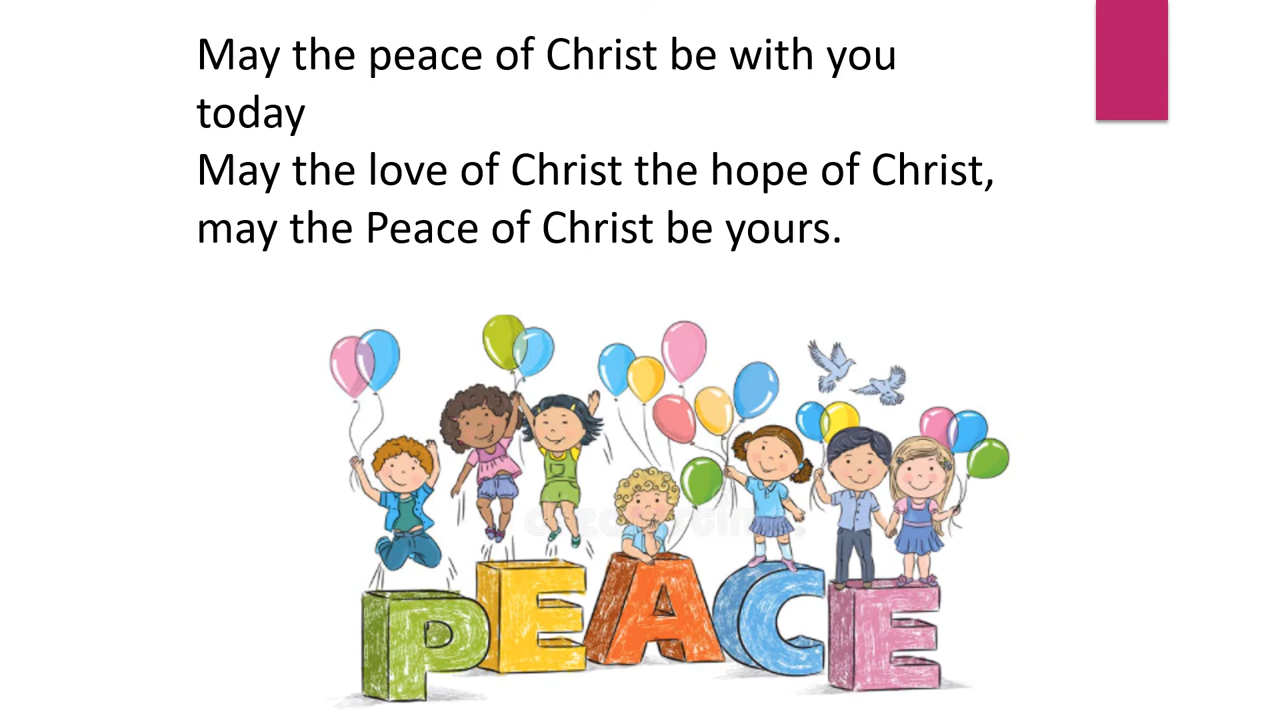 May the peace of Christ be with you
today
May the love of Christ the hope of Christ,
may the Peace of Christ be yours.
PEACE